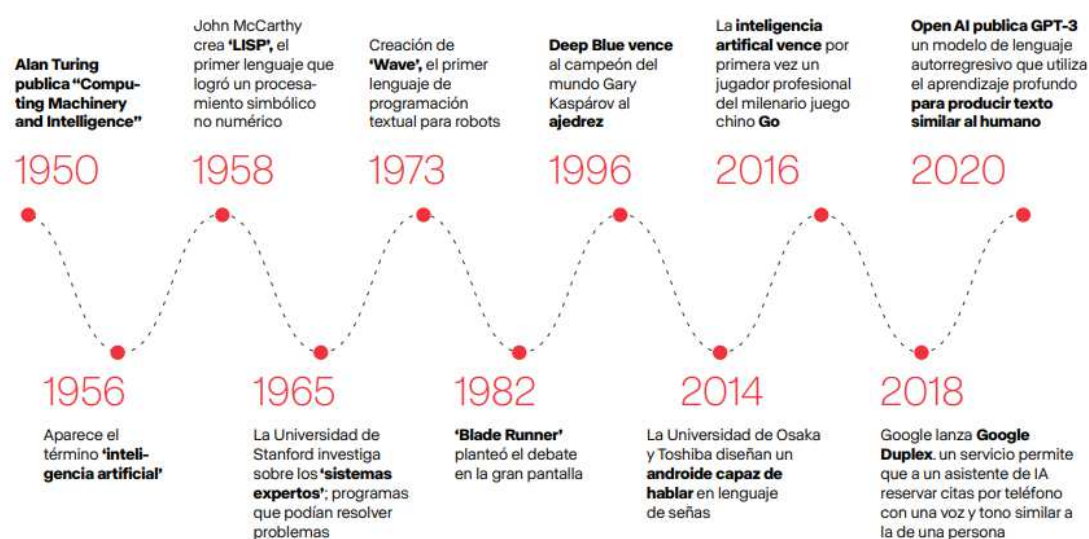 Alan Turing
publica “Compu-
ting Machinery
and Intelligence”
1950
Aparece el
término ‘inteli-
gencia artificial’
1956
John McCarthy
crea ‘LISP’, el
primer lenguaje que
logró un procesa-
miento simbólico
no numérico
1958
1965
La Universidad de
Stanford investiga
sobre los ‘sistemas
expertos’; programas
que podían resolver
problemas
Creación de
‘Wave’, el primer
lenguaje de
programación
textual para robots
1973
1982
‘Blade Runner’
planteó el debate
en la gran pantalla
Deep Blue vence
al campeón del
mundo Gary
Kaspárov al
ajedrez
1996
2014
La Universidad de Osaka
y Toshiba diseñan un
androide capaz de
hablar en lenguaje
de señas
La inteligencia
artifical vence por
primera vez un
jugador profesional
del milenario juego
chino Go
2016
2018
Google lanza Google
Duplex. un servicio permite
que a un asistente de IA
reservar citas por teléfono
con una voz y tono similar a
la de una persona
Open AI publica GPT-3
un modelo de lenguaje
autorregresivo que utiliza
el aprendizaje profundo
para producir texto
similar al humano
2020